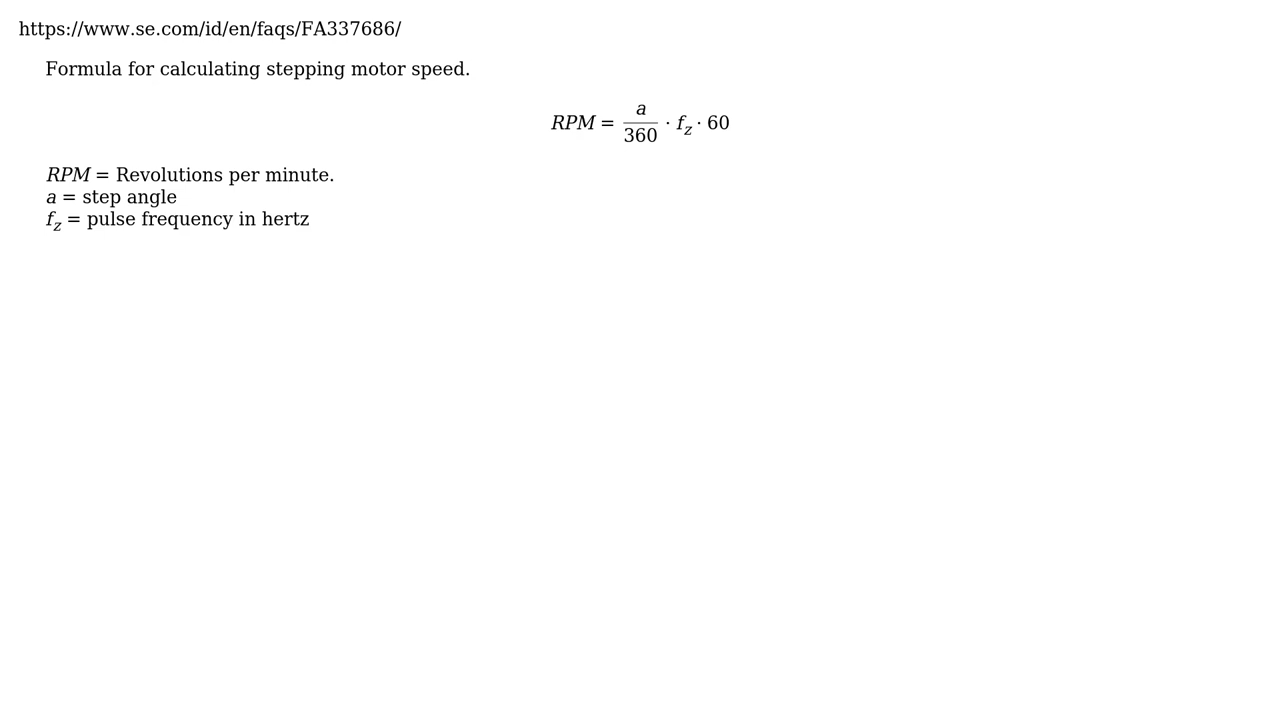 https://www.se.com/id/en/faqs/FA337686/
Formula for calculating stepping motor speed.
RPM = a/360 · f_z · 60
RPM = Revolutions per minute.
a = step angle
f_z = pulse frequency in hertz